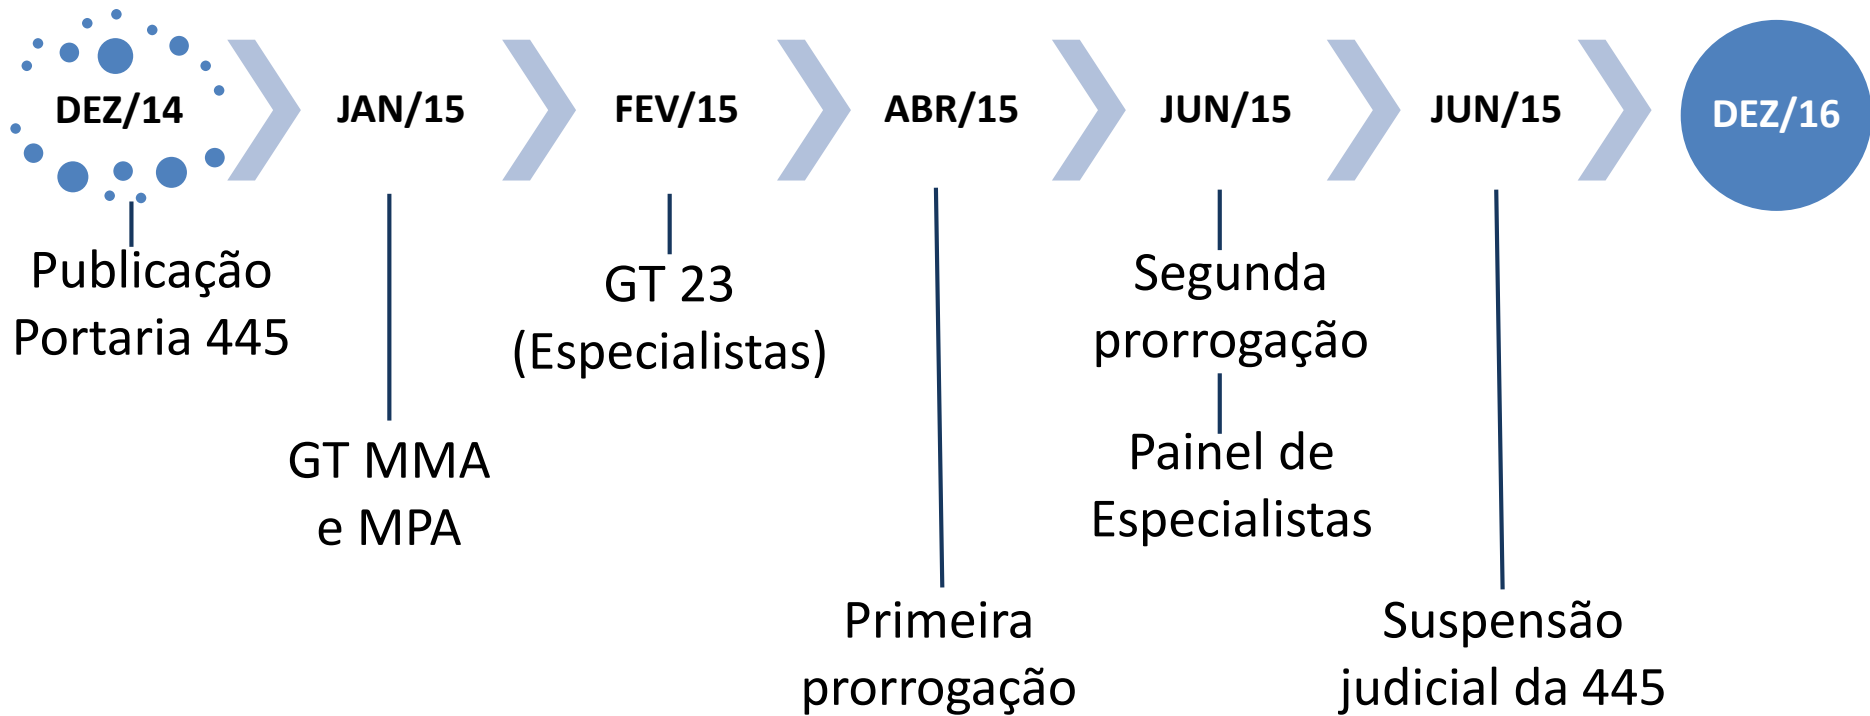 DEZ/14
JAN/15
FEV/15
ABR/15
JUN/15
JUN/15
DEZ/16
Publicação
Portaria 445
GT MMA
e MPA
GT 23
(Especialistas)
Primeira
prorrogação
Segunda
prorrogação
Painel de
Especialistas
Suspensão
judicial da 445